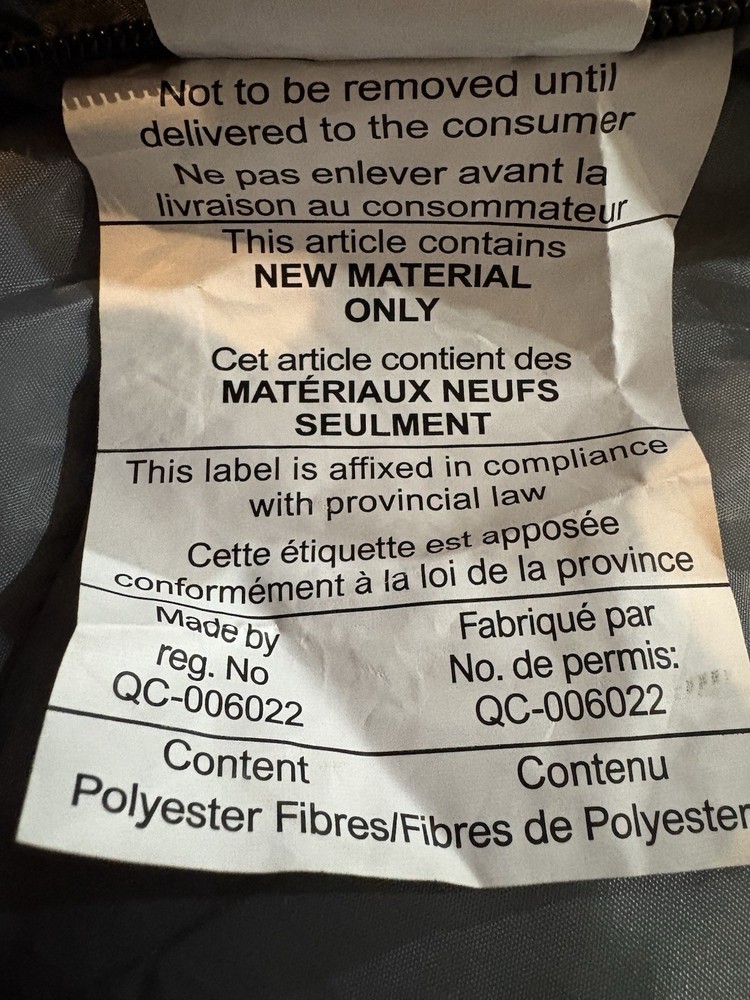 Not to be removed until
delivered to the consumer
Ne pas enlever avant la
livraison au consommateur
This article contains
NEW MATERIAL
ONLY
Cet article contient des
MATÉRIAUX NEUFS
SEULMENT
This label is affixed in compliance
with provincial law
Cette étiquette est apposée
conformément à la loi de la province
Made by
reg. No
QC-006022
Fabriqué par
No. de permis:
QC-006022
Content
Contenu
Polyester Fibres/Fibres de Polyester